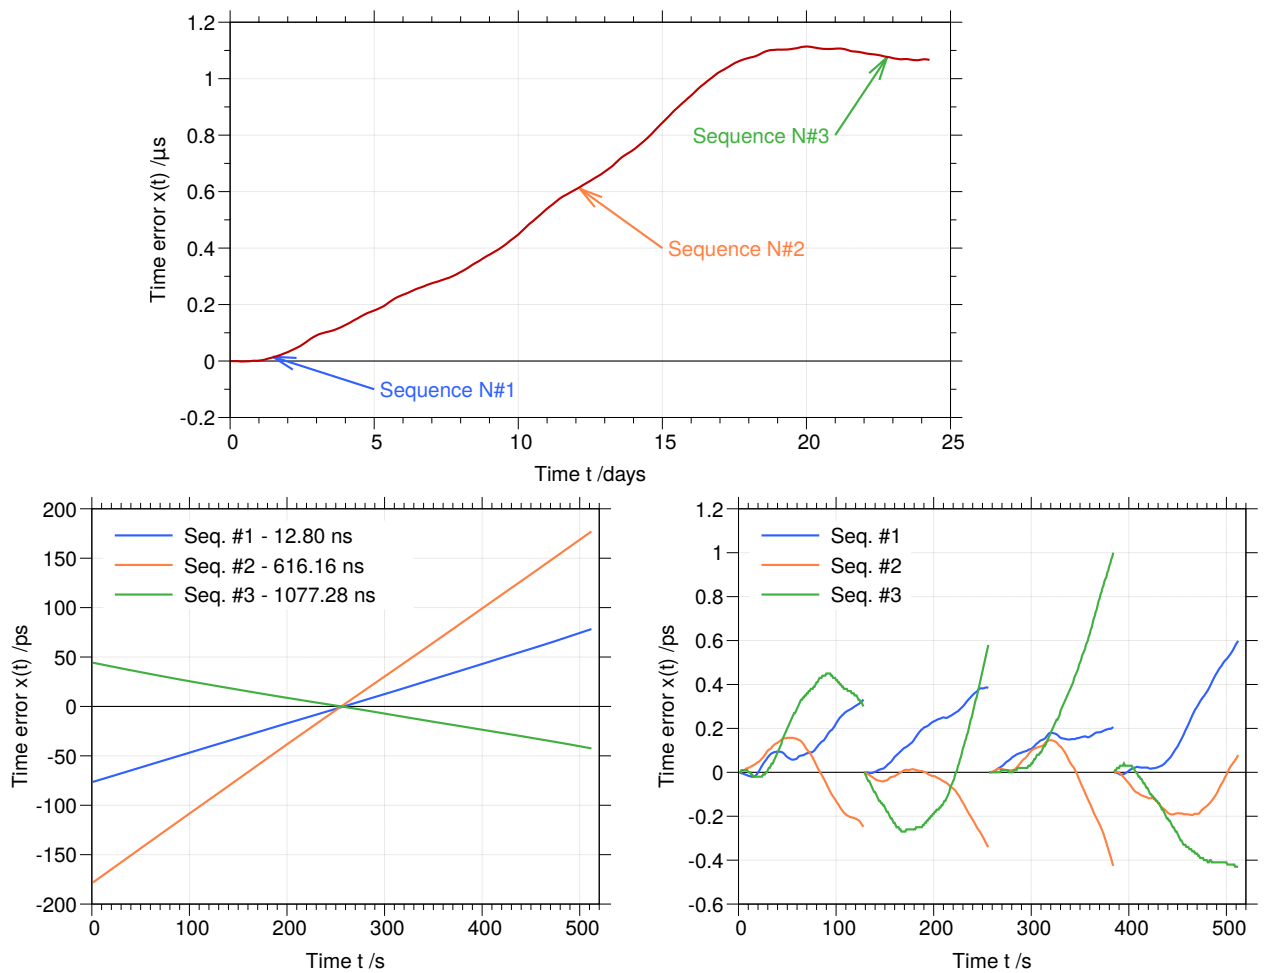 1.2
1
0.8
0.6
0.4
0.2
0
-0.2
Time error x(t) /µs
Sequence N#3
Sequence N#2
Sequence N#1
0 5 10 15 20 25
Time t /days
200
150
100
50
0
-50
-100
-150
-200
Time error x(t) /ps
Seq. #1 - 12.80 ns
Seq. #2 - 616.16 ns
Seq. #3 - 1077.28 ns
0 100 200 300 400 500
Time t /s
1.2
1
0.8
0.6
0.4
0.2
0
-0.2
-0.4
-0.6
Time error x(t) /ps
Seq. #1
Seq. #2
Seq. #3
0 100 200 300 400 500
Time t /s